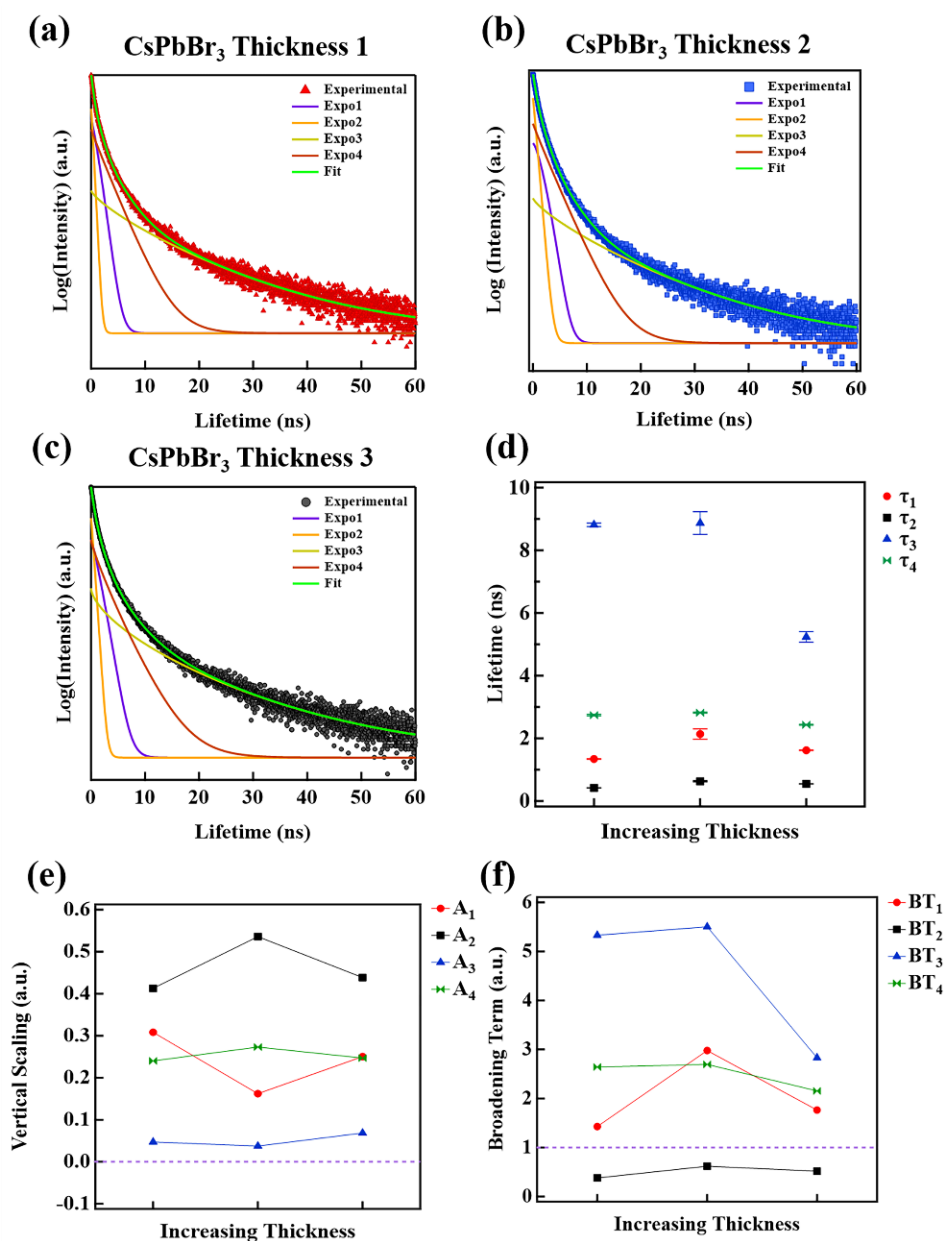 (a)
CsPbBr₃ Thickness 1
Log(Intensity) (a.u.)
Experimental
Expo1
Expo2
Expo3
Expo4
Fit
0 10 20 30 40 50 60
Lifetime (ns)
(b)
CsPbBr₃ Thickness 2
Log (Intensity) (a.u.)
Experimental
Expo1
Expo2
Expo3
Expo4
Fit
0 10 20 30 40 50 60
Lifetime (ns)
(c)
CsPbBr₃ Thickness 3
Log(Intensity) (a.u.)
Experimental
Expo1
Expo2
Expo3
Expo4
Fit
0 10 20 30 40 50 60
Lifetime (ns)
(d)
Lifetime (ns)
10
8
6
4
2
0
τ₁
τ₂
τ₃
τ₄
Increasing Thickness
(e)
Vertical Scaling (a.u.)
0.6
0.5
0.4
0.3
0.2
0.1
0.0
-0.1
A₁
A₂
A₃
A₄
Increasing Thickness
(f)
Broadening Term (a.u.)
6
5
4
3
2
1
0
BT₁
BT₂
BT₃
BT₄
Increasing Thickness